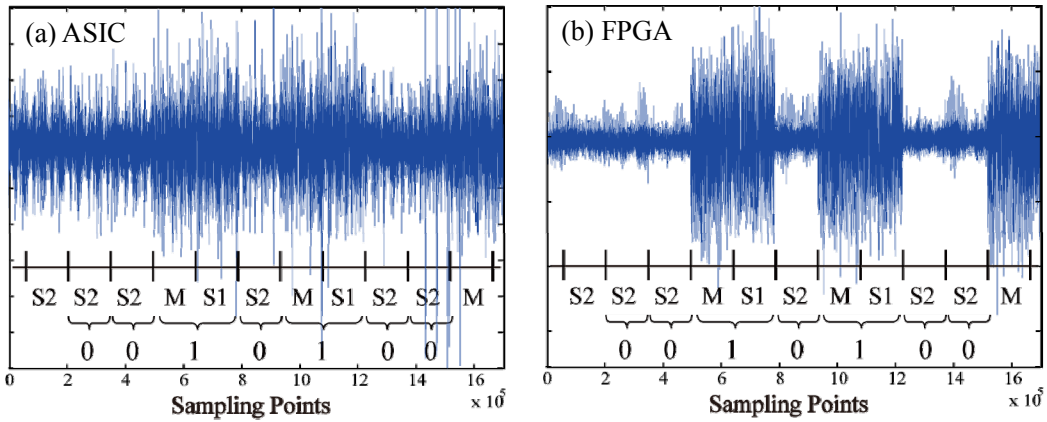 (a) ASIC
S2 S2 S2 M S1 S2 M S1 S2 S2 M
0 0 1 0 1 0 0
0 2 4 6 8 10 12 14 16
x 10^5
Sampling Points
(b) FPGA
S2 S2 S2 M S1 S2 M S1 S2 S2 M
0 0 1 0 1 0 0
0 2 4 6 8 10 12 14 16
x 10^5
Sampling Points